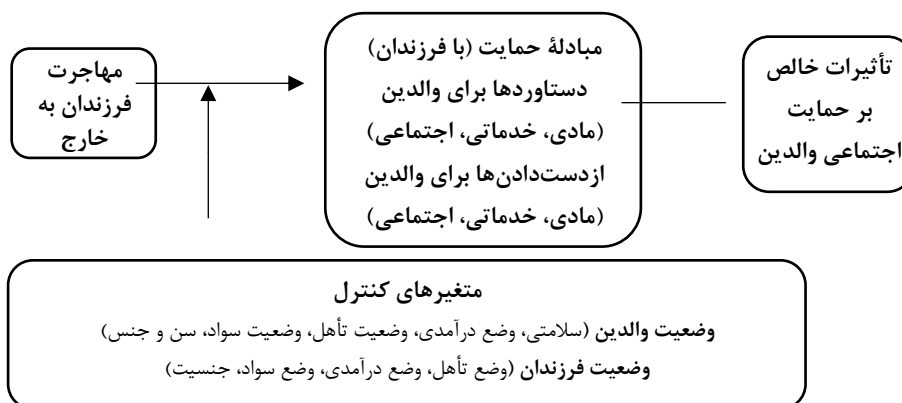 مهاجرت
فرزندان به
خارج
مبادلهٔ حمایت (با فرزندان)
دستاوردها برای والدین
(مادی، خدماتی، اجتماعی)
ازدست‌دادن‌ها برای والدین
(مادی، خدماتی، اجتماعی)
تأثیرات خالص
بر حمایت
اجتماعی والدین
متغیرهای کنترل
وضعیت والدین (سلامتی، وضع درآمدی، وضعیت تأهل، وضعیت سواد، سن و جنس)
وضعیت فرزندان (وضع تأهل، وضع درآمدی، وضع سواد، جنسیت)